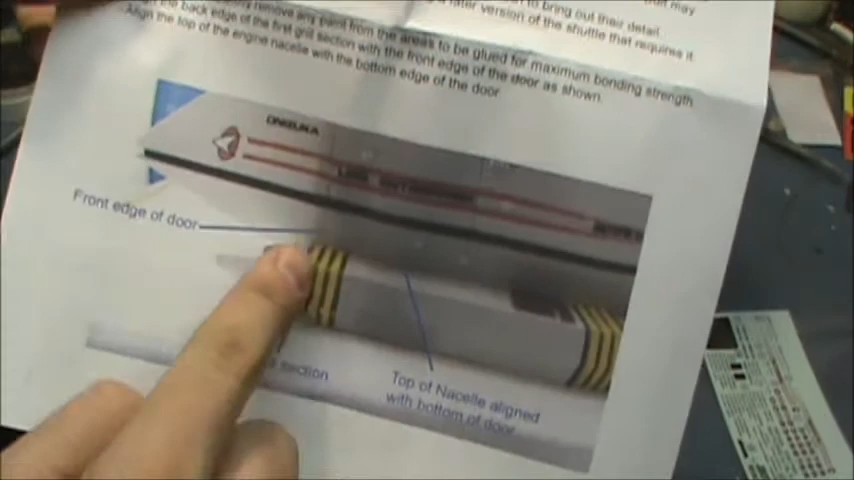 to bring out their detail
a later version of the shuttle that requires it
remove any paint from the areas to be glued for maximum bonding strength
the back edge of the first grill section with the front edge of the door as shown.
Align the top of the engine nacelle with the bottom edge of the door
ONIZUKA
Front edge of door
section
Top of Nacelle aligned
with bottom of door